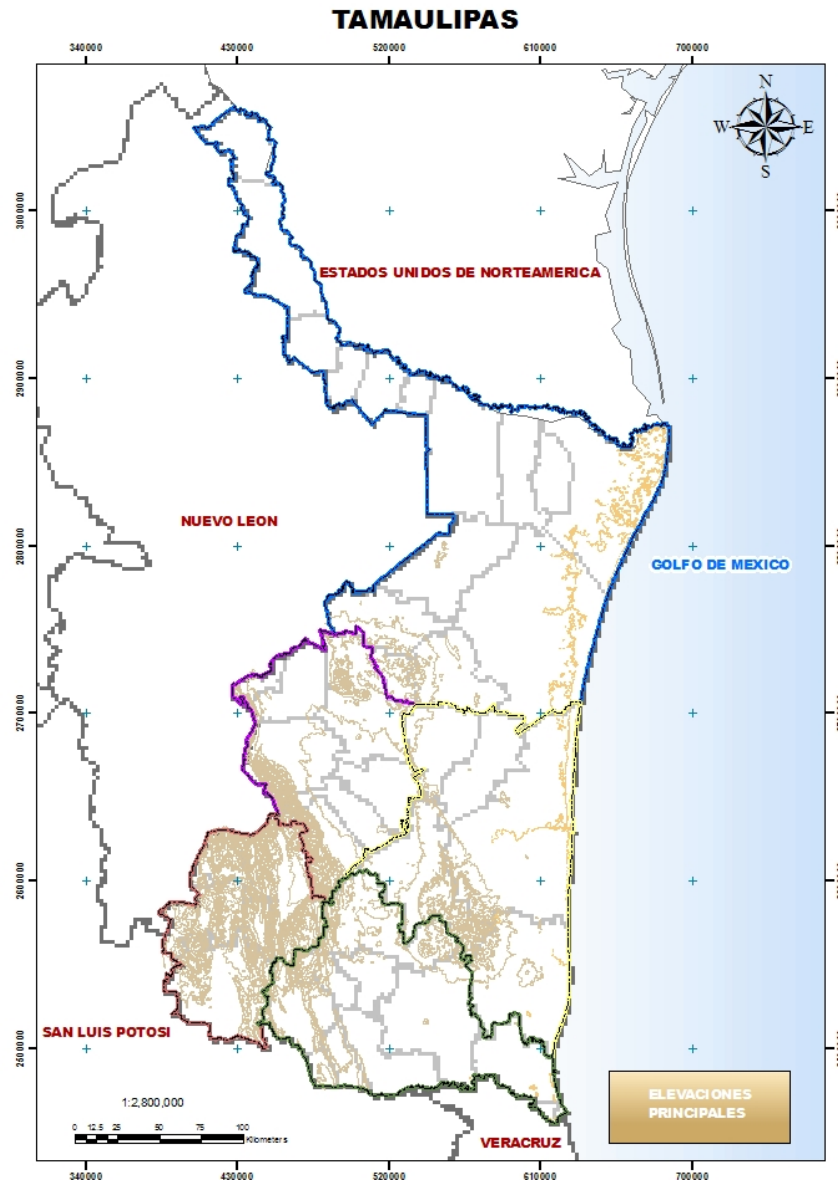 TAMAULIPAS
340000 430000 520000 610000 700000
N
W E
S
3000000
ESTADOS UNIDOS DE NORTEAMERICA
2900000
NUEVO LEON
2800000
GOLFO DE MEXICO
2700000
2600000
SAN LUIS POTOSI
2500000
ELEVACIONES
PRINCIPALES
1:2,800,000
0 12.5 25 50 75 100
Kilometers
VERACRUZ
340000 430000 520000 610000 700000